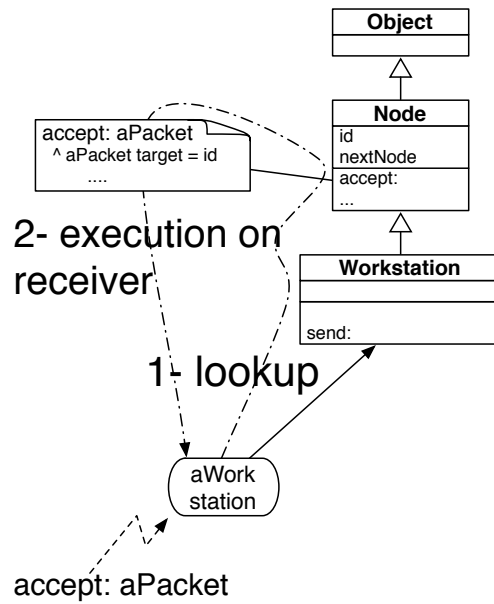 Object
Node
id
nextNode
accept:
...
accept: aPacket
^ aPacket target = id
....
2- execution on
receiver
Workstation
send:
1- lookup
aWork
station
accept: aPacket